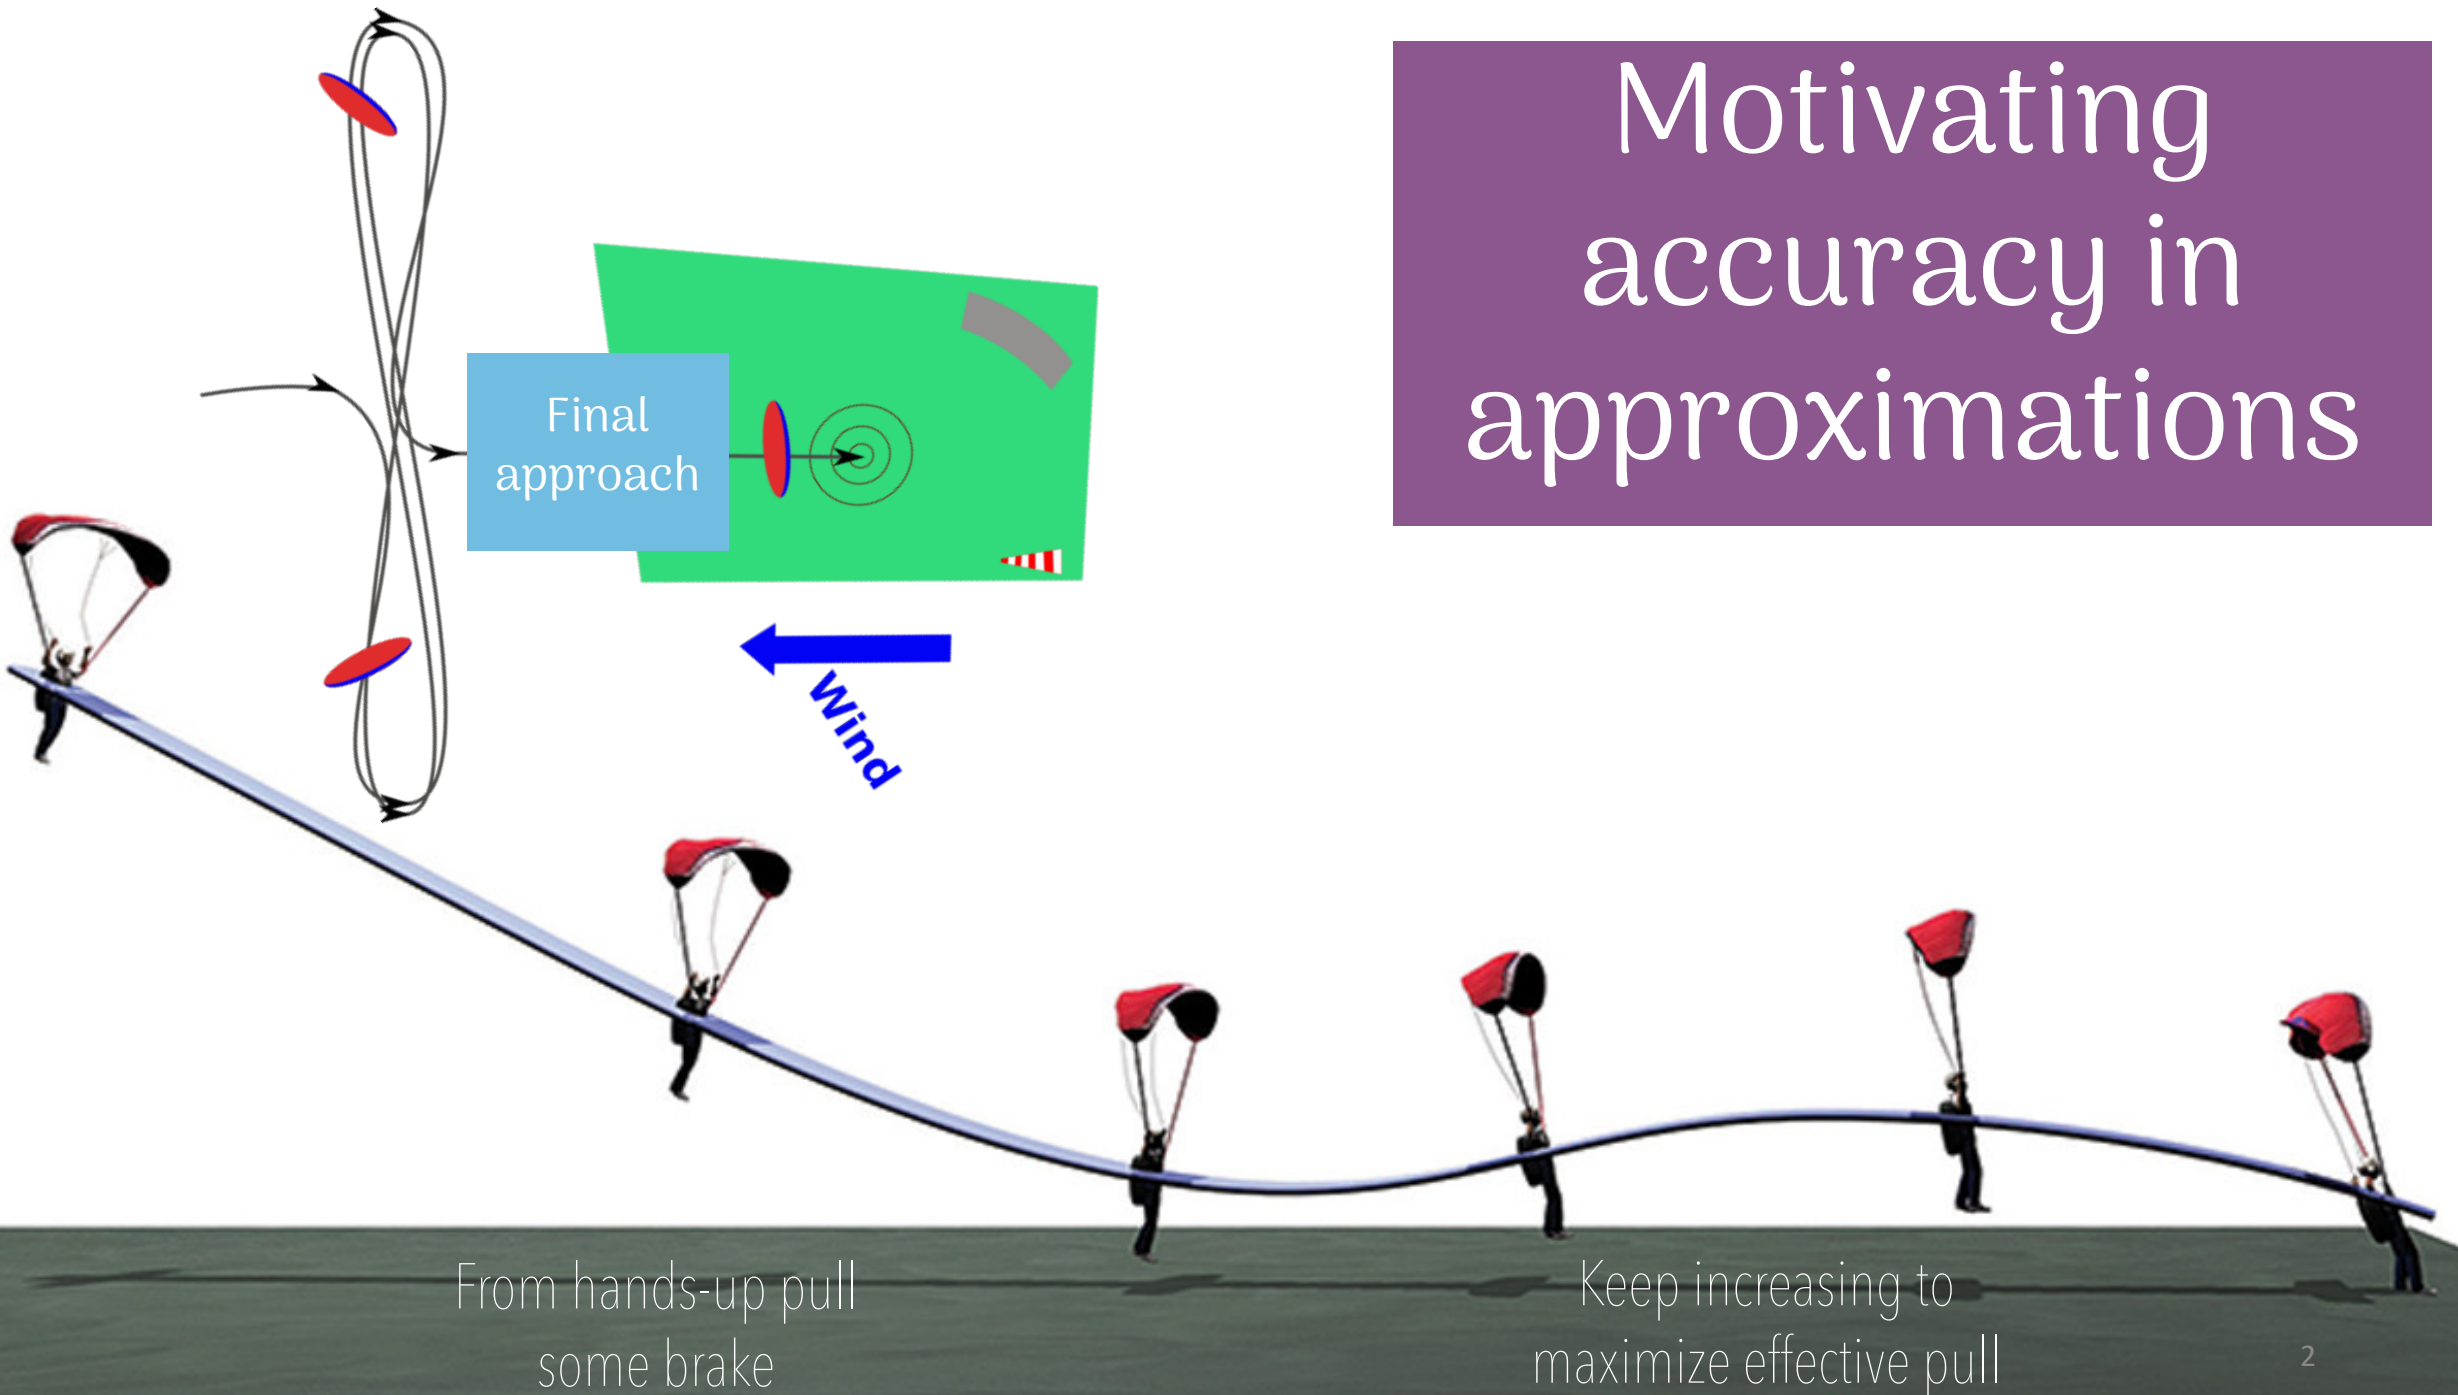 Motivating
accuracy in
approximations
Final
approach
Wind
From hands-up pull
some brake
Keep increasing to
maximize effective pull
2